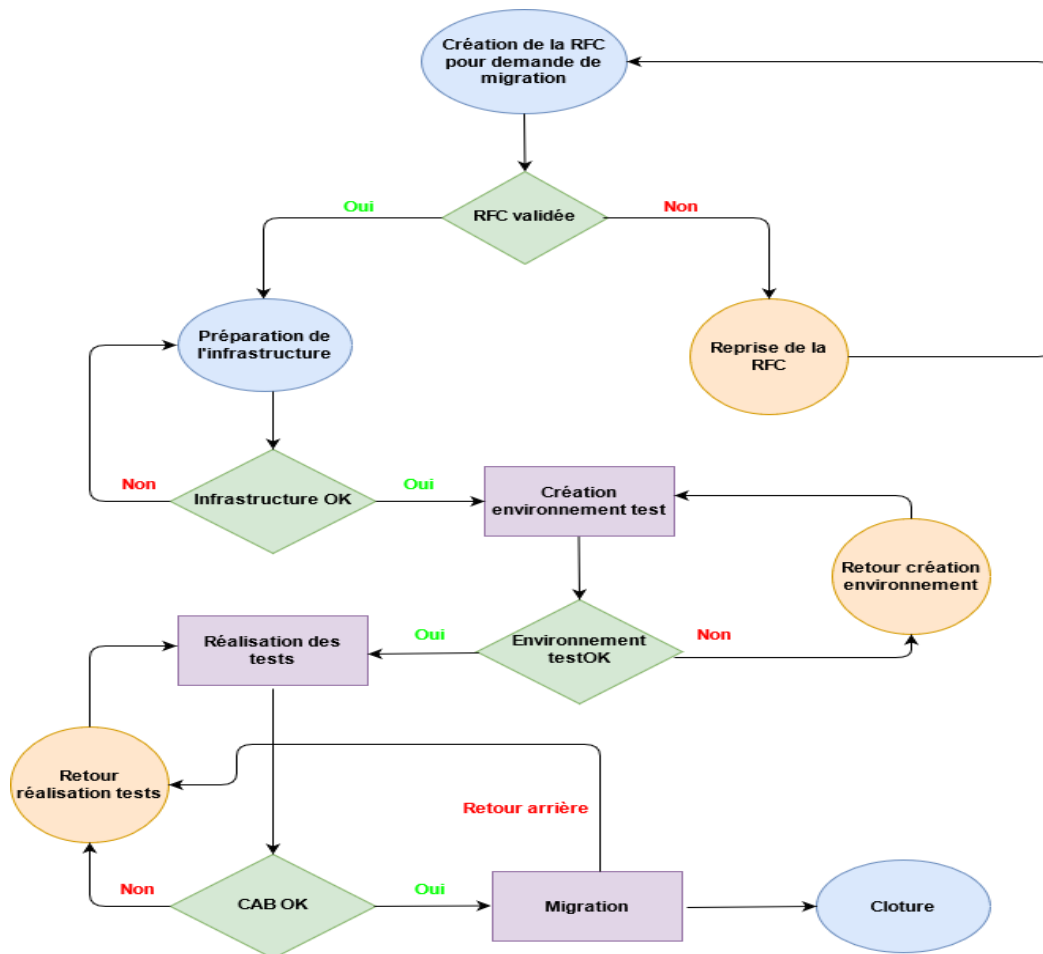 Création de la RFC
pour demande de
migration
Oui
RFC validée
Non
Préparation de
l'infrastructure
Reprise de la
RFC
Non
Infrastructure OK
Oui
Création
environnement test
Retour création
environnement
Réalisation des
tests
Oui
Environnement
testOK
Non
Retour
réalisation tests
Retour arrière
Non
CAB OK
Oui
Migration
Cloture